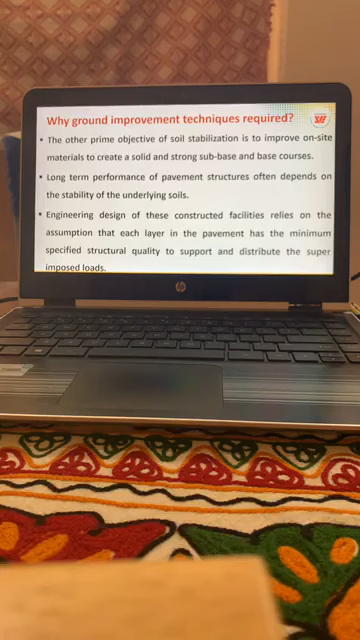 Why ground improvement techniques required?
• The other prime objective of soil stabilization is to improve on-site
materials to create a solid and strong sub-base and base courses.
• Long term performance of pavement structures often depends on
the stability of the underlying soils.
• Engineering design of these constructed facilities relies on the
assumption that each layer in the pavement has the minimum
specified structural quality to support and distribute the super
imposed loads.
hp